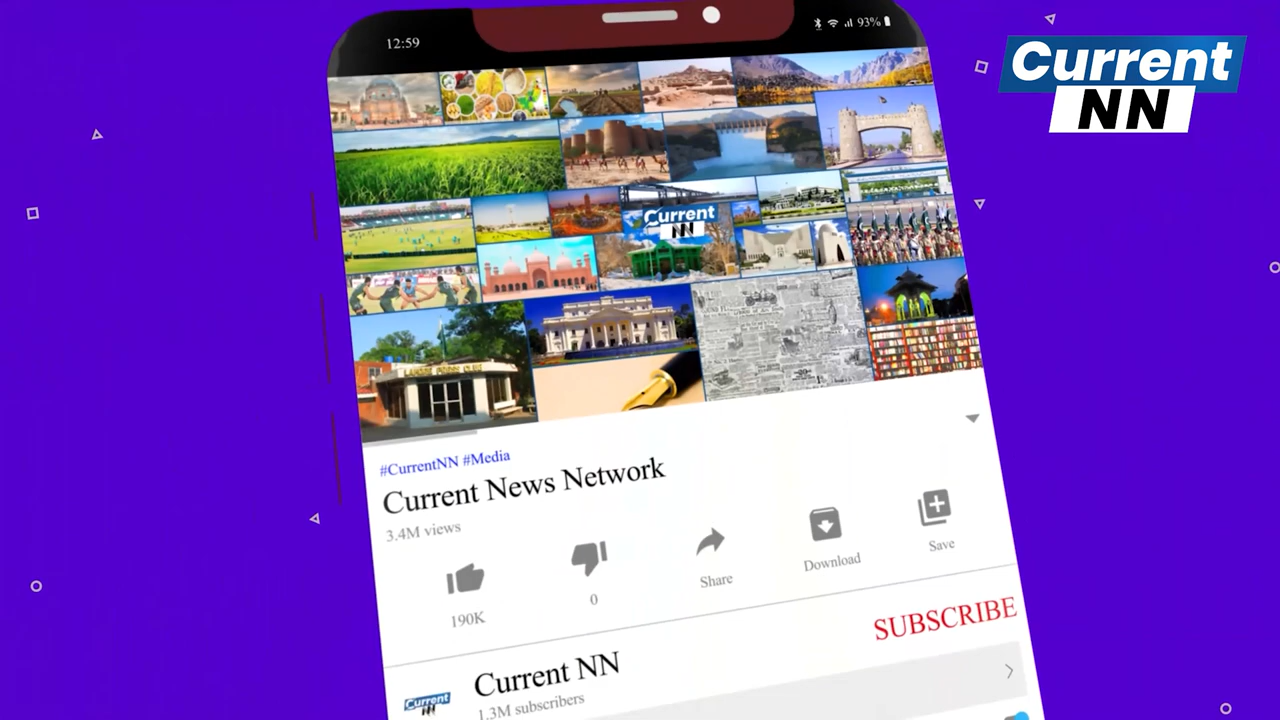 12:59
93%
Current
NN
Current
NN
#CurrentNN #Media
Current News Network
3.4M views
190K
0
Share
Download
Save
SUBSCRIBE
Current NN
1.3M subscribers
Current
NN